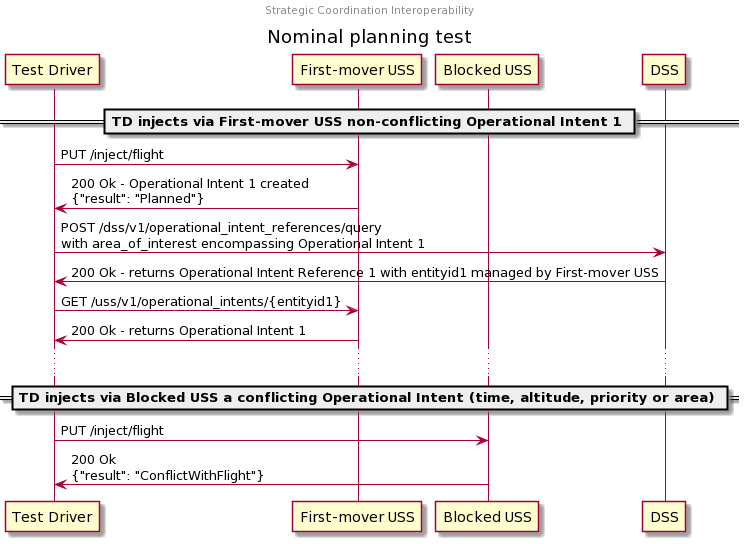 Strategic Coordination Interoperability
Nominal planning test
Test Driver First-mover USS Blocked USS DSS
TD injects via First-mover USS non-conflicting Operational Intent 1
PUT /inject/flight
200 Ok - Operational Intent 1 created
{"result": "Planned"}
POST /dss/v1/operational_intent_references/query
with area_of_interest encompassing Operational Intent 1
200 Ok - returns Operational Intent Reference 1 with entityid1 managed by First-mover USS
GET /uss/v1/operational_intents/{entityid1}
200 Ok - returns Operational Intent 1
TD injects via Blocked USS a conflicting Operational Intent (time, altitude, priority or area)
PUT /inject/flight
200 Ok
{"result": "ConflictWithFlight"}
Test Driver First-mover USS Blocked USS DSS